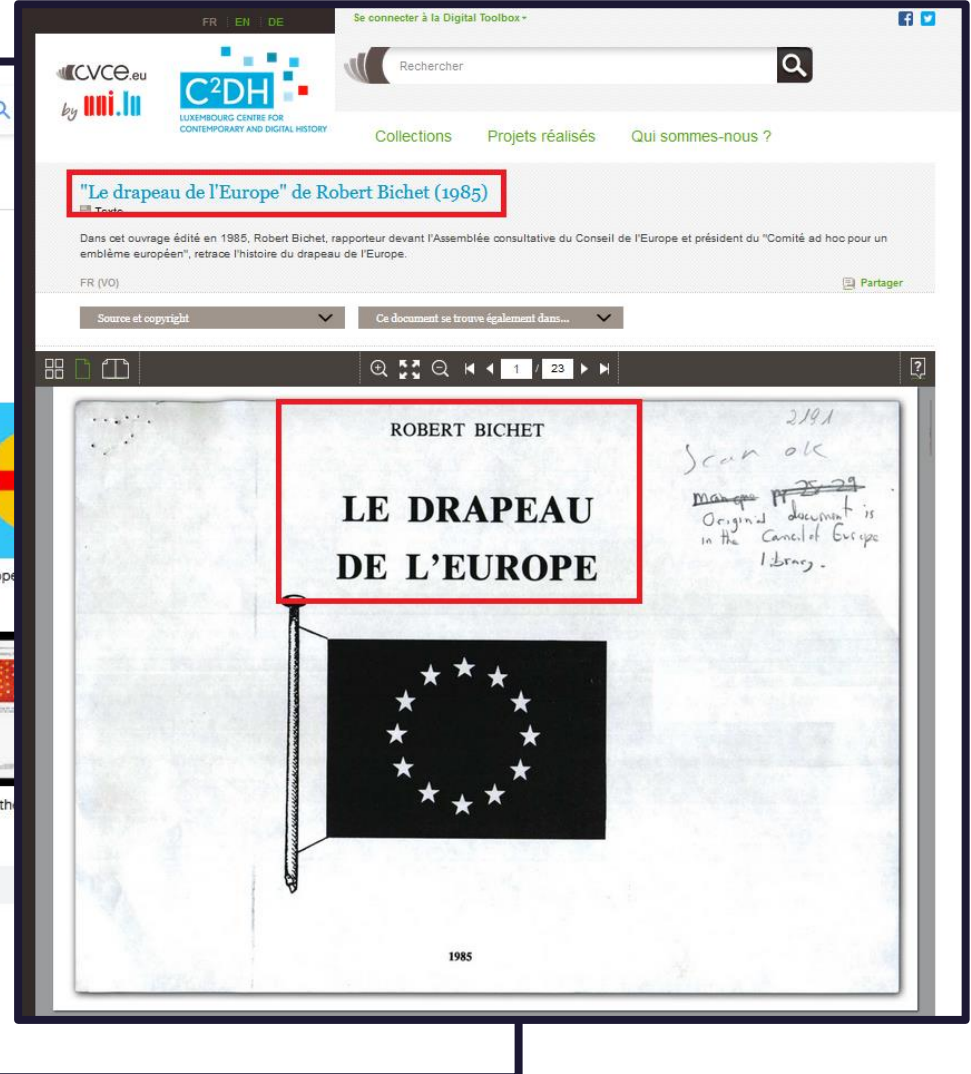 FR | EN | DE
Se connecter à la Digital Toolbox
cvce.eu
by uni.lu
C²DH
LUXEMBOURG CENTRE FOR
CONTEMPORARY AND DIGITAL HISTORY
Rechercher
Collections Projets réalisés Qui sommes-nous ?
"Le drapeau de l'Europe" de Robert Bichet (1985)
Texte
Dans cet ouvrage édité en 1985, Robert Bichet, rapporteur devant l'Assemblée consultative du Conseil de l'Europe et président du "Comité ad hoc pour un
emblème européen", retrace l'histoire du drapeau de l'Europe.
FR (VO)
Partager
Source et copyright
Ce document se trouve également dans...
1 / 23
?
ROBERT BICHET
LE DRAPEAU
DE L'EUROPE
2191
Scan ok
manque pp 25-29
Original document is
in the Council of Europe
library.
1985